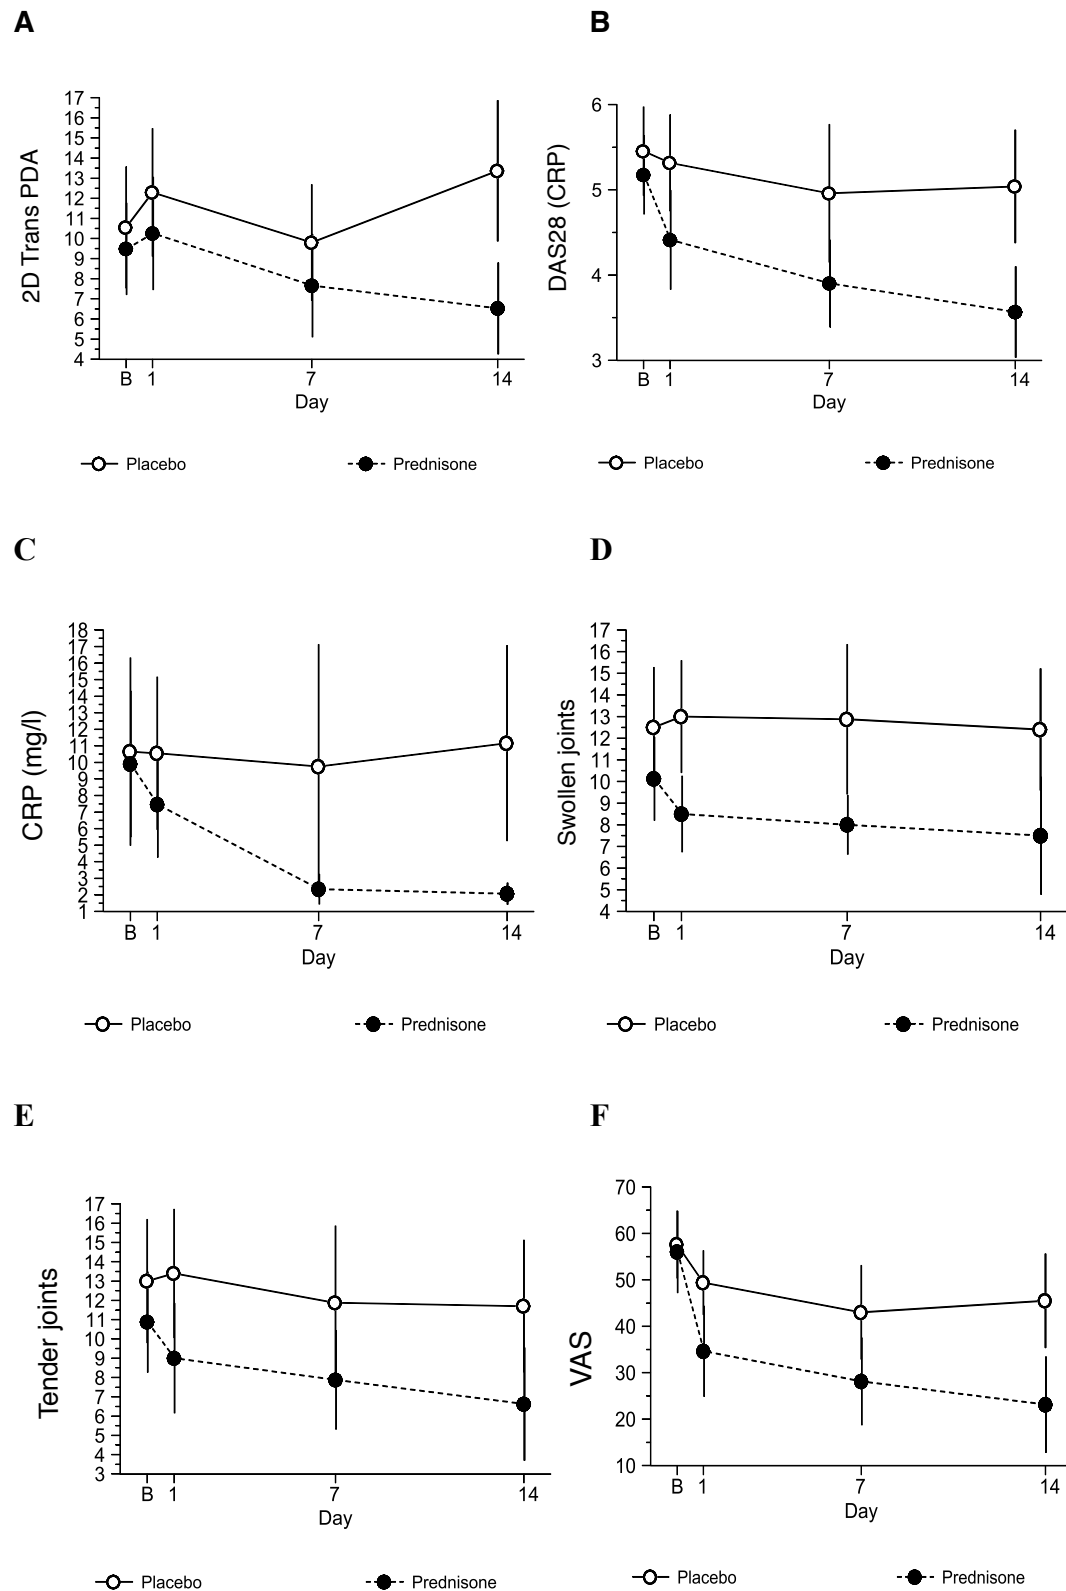 A
2D Trans PDA
17
16
15
14
13
12
11
10
9
8
7
6
5
4
B 1 7 14
Day
Placebo Prednisone
B
DAS28 (CRP)
6
5
4
3
B 1 7 14
Day
Placebo Prednisone
C
CRP (mg/l)
18
17
16
15
14
13
12
11
10
9
8
7
6
5
4
3
2
1
B 1 7 14
Day
Placebo Prednisone
D
Swollen joints
17
16
15
14
13
12
11
10
9
8
7
6
5
4
B 1 7 14
Day
Placebo Prednisone
E
Tender joints
17
16
15
14
13
12
11
10
9
8
7
6
5
4
3
B 1 7 14
Day
Placebo Prednisone
F
VAS
70
60
50
40
30
20
10
B 1 7 14
Day
Placebo Prednisone